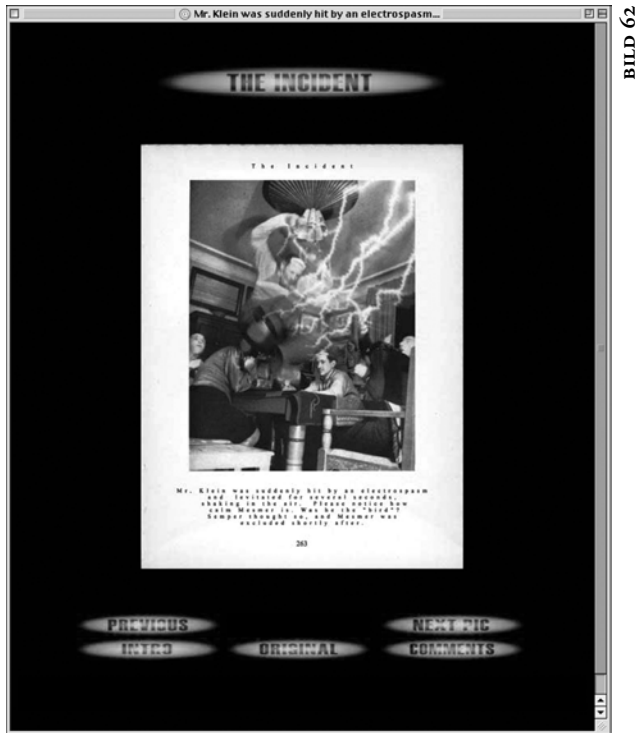 Mr. Klein was suddenly hit by an electrospasm...
BILD 62
THE INCIDENT
The Incident
Mr. Klein was suddenly hit by an electrospasm
and levitated for several seconds,
shaking in the air. Please notice how
calm Mesmer is. Was he the "bird"?
Semper thought so, and Mesmer was
excluded shortly after.
263
PREVIOUS
NEXT PIC
INTRO
ORIGINAL
COMMENTS